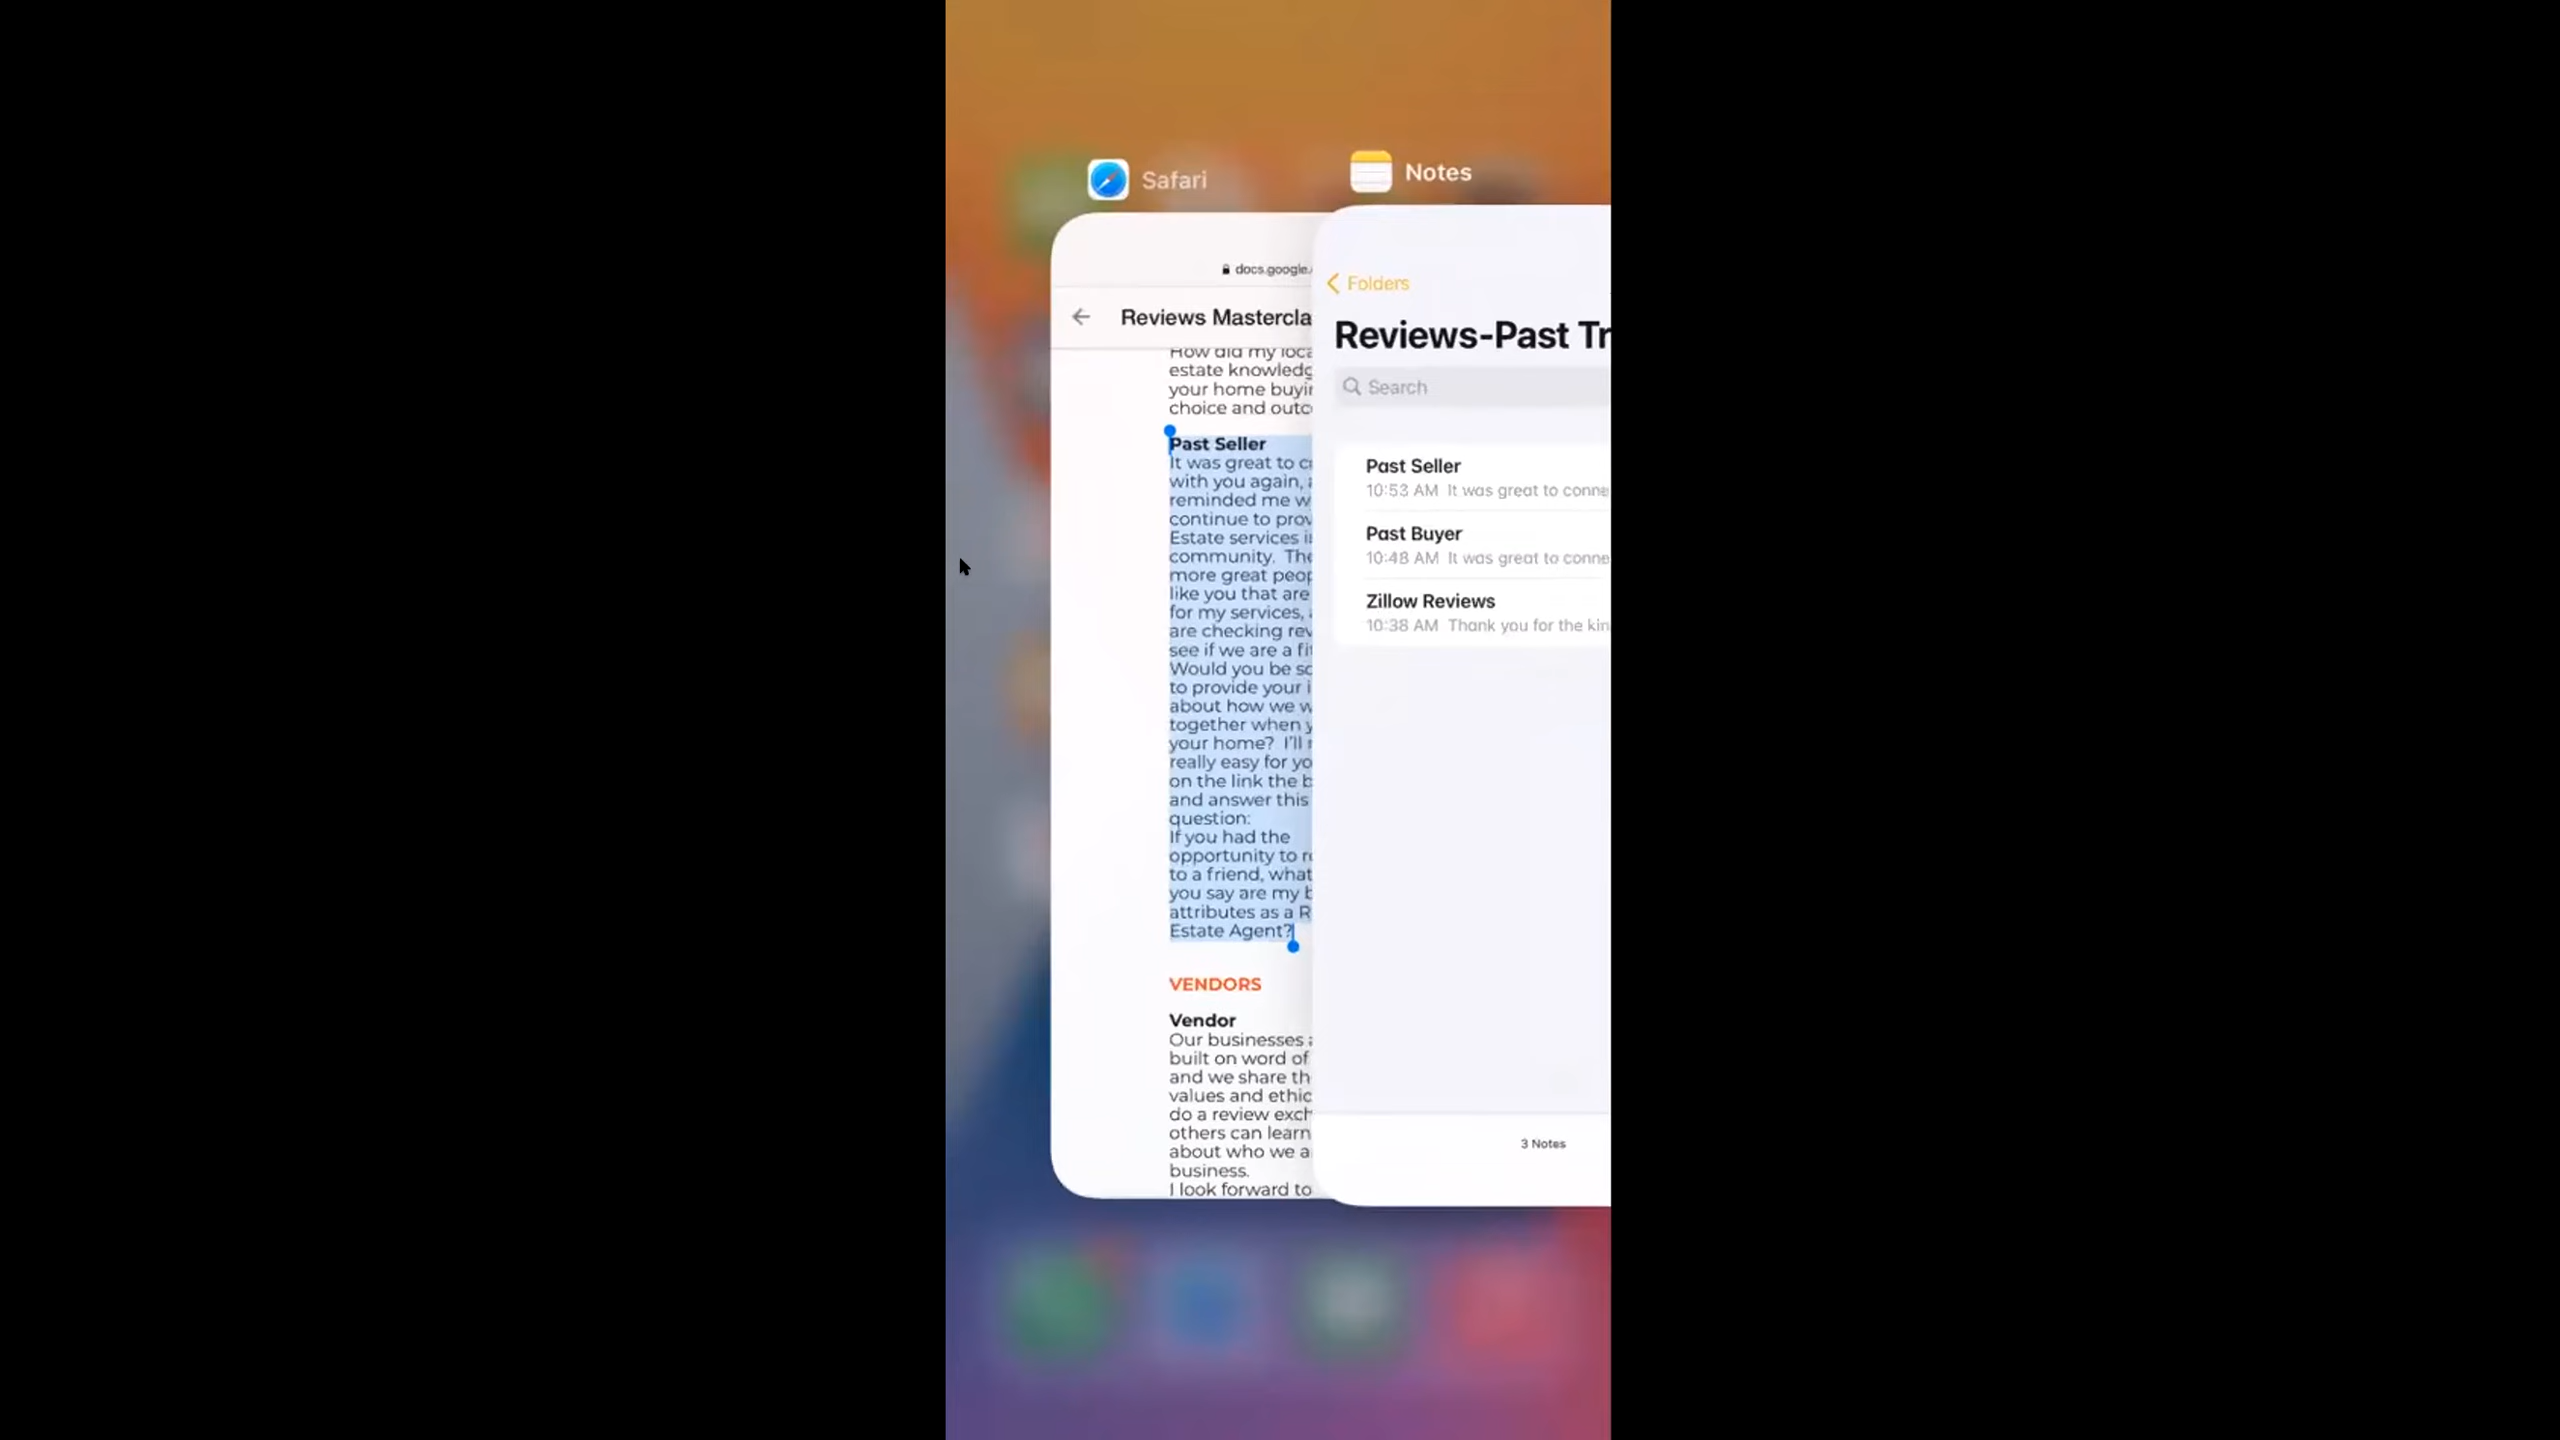 Safari
docs.google.
Reviews Mastercla
How did my loca
estate knowledg
your home buyin
choice and outco
Past Seller
It was great to c
with you again, a
reminded me w
continue to prov
Estate services i
community. The
more great peop
like you that are
for my services, a
are checking rev
see if we are a fi
Would you be so
to provide your i
about how we w
together when y
your home? I'll
really easy for yo
on the link the b
and answer this
question:
If you had the
opportunity to re
to a friend, what
you say are my b
attributes as a R
Estate Agent?
VENDORS
Vendor
Our businesses a
built on word of
and we share th
values and ethic
do a review exch
others can learn
about who we a
business.
I look forward to
Notes
Folders
Reviews-Past Tr
Search
Past Seller
10:53 AM It was great to conne
Past Buyer
10:48 AM It was great to conne
Zillow Reviews
10:38 AM Thank you for the kin
3 Notes